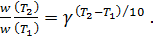 w/w (T₂)/(T₁) = γ^(T₂−T₁)/10 .